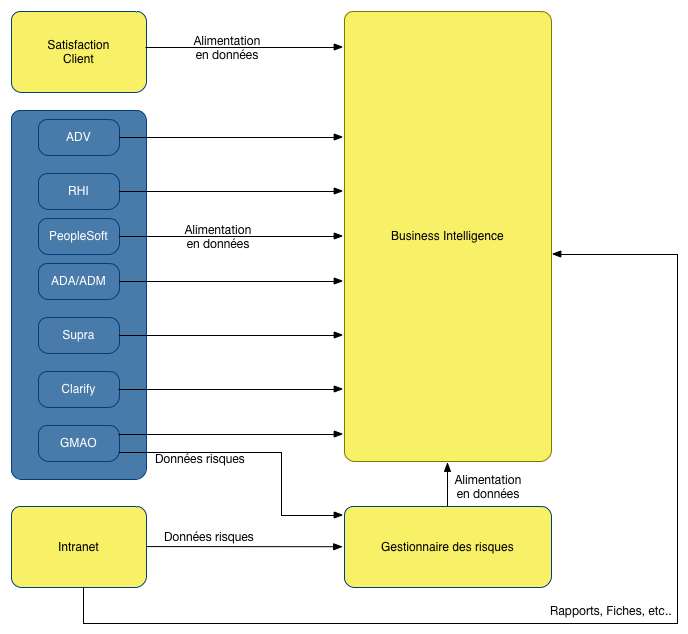 Satisfaction
Client
Alimentation
en données
ADV
RHI
PeopleSoft
Alimentation
en données
Business Intelligence
ADA/ADM
Supra
Clarify
GMAO
Données risques
Alimentation
en données
Intranet
Données risques
Gestionnaire des risques
Rapports, Fiches, etc..